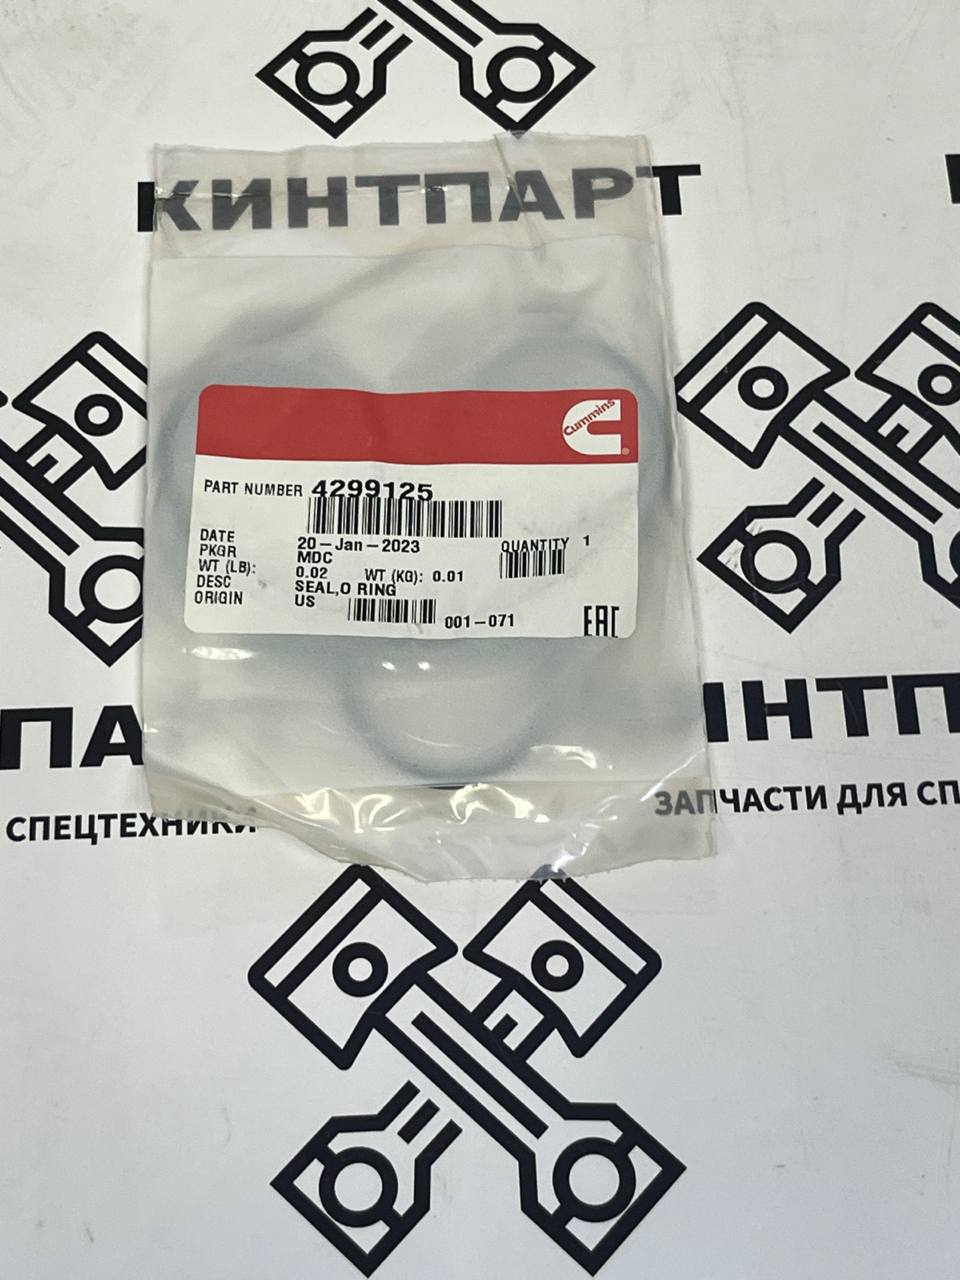 КИНТПАРТ
Cummins
PART NUMBER 4299125
DATE 20-Jan-2023 QUANTITY 1
PKGR MDC
WT (LB): 0.02 WT (KG): 0.01
DESC SEAL,O RING
ORIGIN US
001-071
EAC
ПА
ИНТП
СПЕЦТЕХНИКИ
ЗАПЧАСТИ ДЛЯ СП